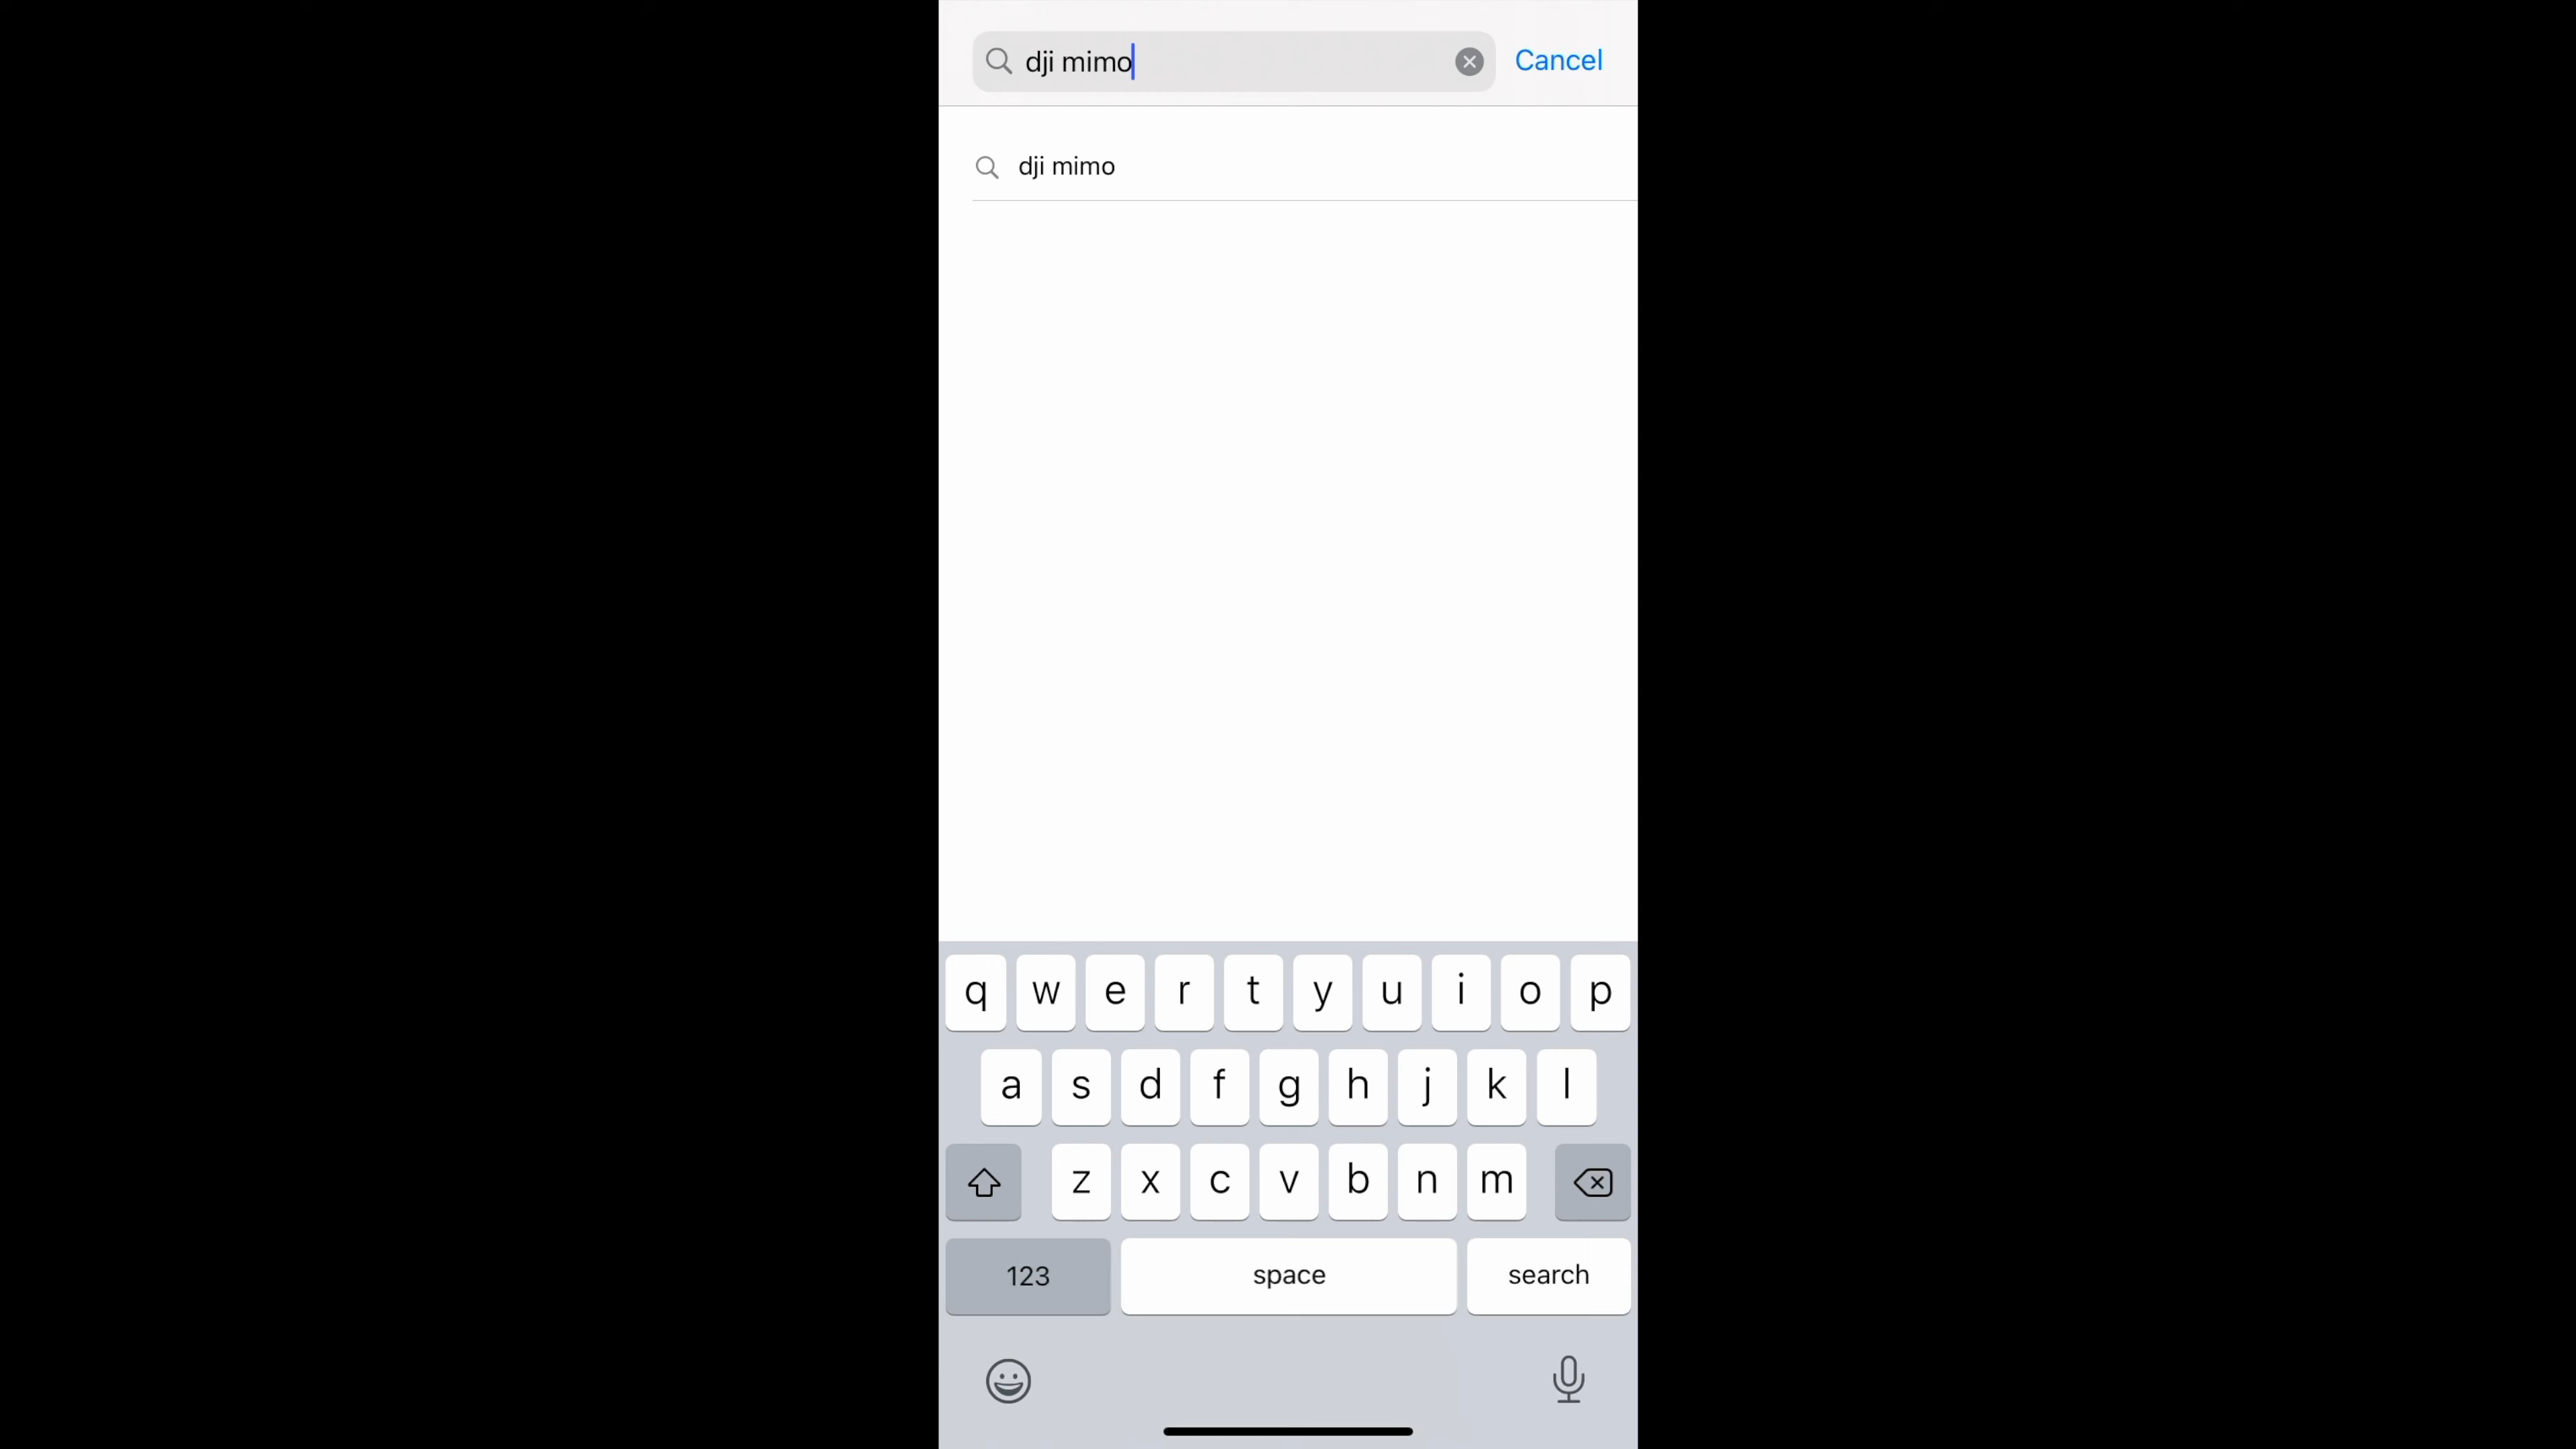 dji mimo
Cancel
dji mimo
q w e r t y u i o p
a s d f g h j k l
z x c v b n m
123 space search